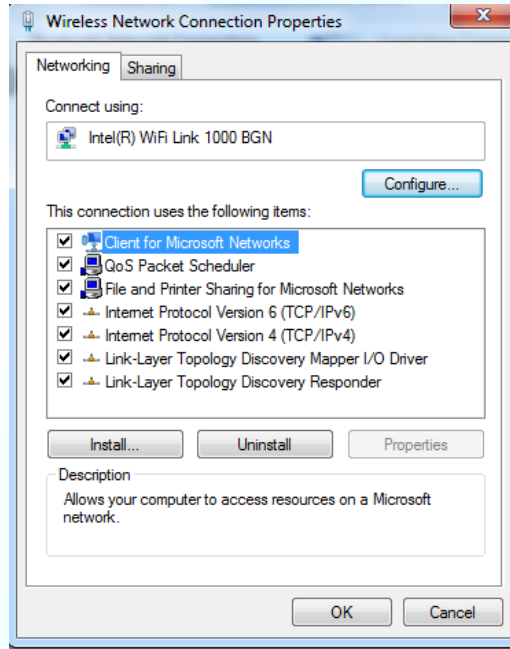 Wireless Network Connection Properties
Networking Sharing
Connect using:
Intel(R) WiFi Link 1000 BGN
Configure...
This connection uses the following items:
Client for Microsoft Networks
QoS Packet Scheduler
File and Printer Sharing for Microsoft Networks
Internet Protocol Version 6 (TCP/IPv6)
Internet Protocol Version 4 (TCP/IPv4)
Link-Layer Topology Discovery Mapper I/O Driver
Link-Layer Topology Discovery Responder
Install... Uninstall Properties
Description
Allows your computer to access resources on a Microsoft
network.
OK Cancel